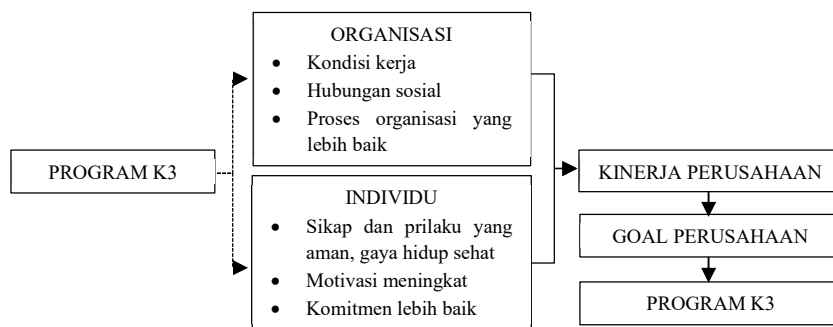 ORGANISASI
• Kondisi kerja
• Hubungan sosial
• Proses organisasi yang
lebih baik
PROGRAM K3
INDIVIDU
• Sikap dan prilaku yang
aman, gaya hidup sehat
• Motivasi meningkat
• Komitmen lebih baik
KINERJA PERUSAHAAN
GOAL PERUSAHAAN
PROGRAM K3